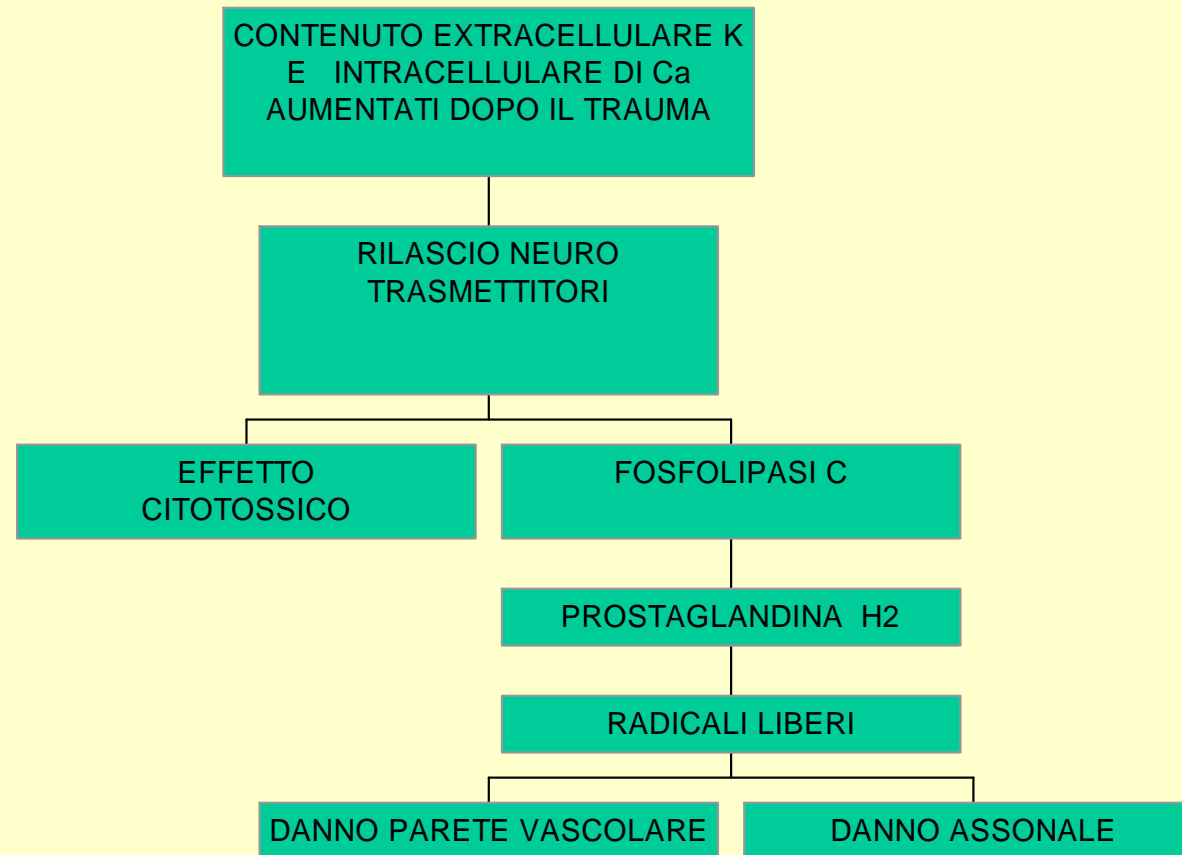 CONTENUTO EXTRACELLULARE K
E INTRACELLULARE DI Ca
AUMENTATI DOPO IL TRAUMA
RILASCIO NEURO
TRASMETTITORI
EFFETTO
CITOTOSSICO
FOSFOLIPASI C
PROSTAGLANDINA H2
RADICALI LIBERI
DANNO PARETE VASCOLARE
DANNO ASSONALE